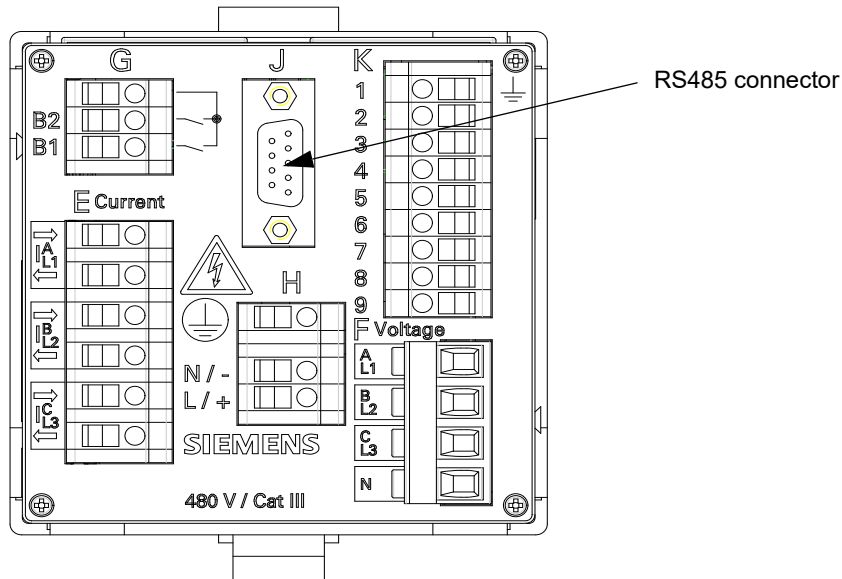 G
J
K
RS485 connector
1
B2
2
B1
3
4
E Current
5
6
A
I
L1
7
H
8
B
I
L2
9
F Voltage
A
L1
N / -
C
I
L3
L / +
B
L2
SIEMENS
C
L3
N
480 V / Cat III